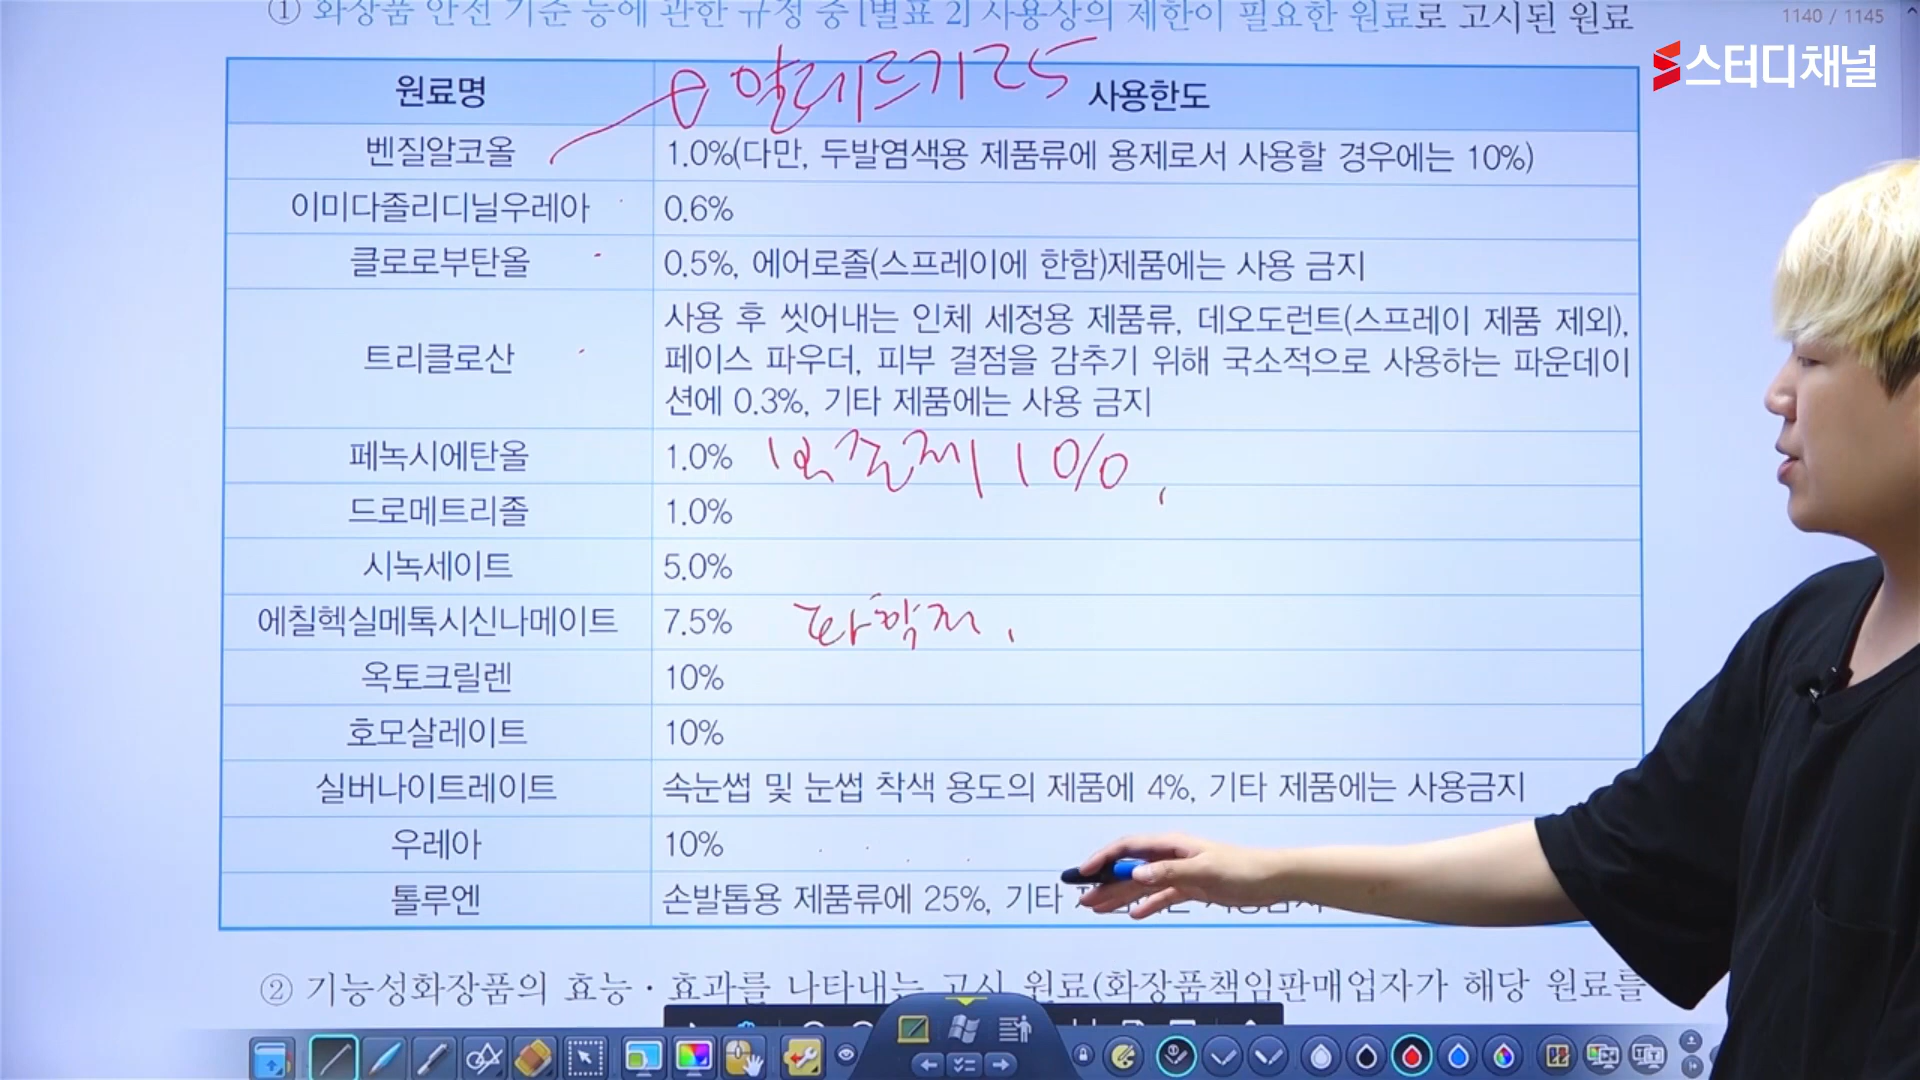 ① 화장품 안전 기준 등에 관한 규정 중 [별표 2] 사용상의 제한이 필요한 원료로 고시된 원료
1140 / 1145
스터디채널
알레르기25
원료명 사용한도
벤질알코올 1.0%(다만, 두발염색용 제품류에 용제로서 사용할 경우에는 10%)
이미다졸리디닐우레아 0.6%
클로로부탄올 0.5%, 에어로졸(스프레이에 한함)제품에는 사용 금지
트리클로산 사용 후 씻어내는 인체 세정용 제품류, 데오도런트(스프레이 제품 제외),
페이스 파우더, 피부 결점을 감추기 위해 국소적으로 사용하는 파운데이
션에 0.3%, 기타 제품에는 사용 금지
페녹시에탄올 1.0% 보존제 1%
드로메트리졸 1.0%
시녹세이트 5.0%
에칠헥실메톡시신나메이트 7.5% 화학적
옥토크릴렌 10%
호모살레이트 10%
실버나이트레이트 속눈썹 및 눈썹 착색 용도의 제품에 4%, 기타 제품에는 사용금지
우레아 10%
톨루엔 손발톱용 제품류에 25%, 기타
② 기능성화장품의 효능·효과를 나타내는 고시 원료(화장품책임판매업자가 해당 원료를